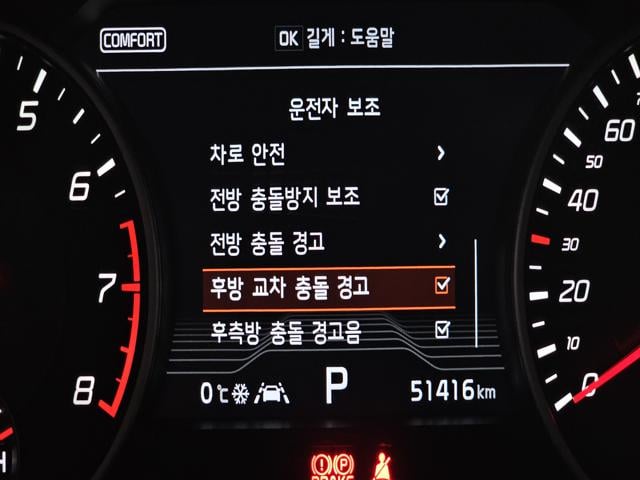 COMFORT
OK 길게 : 도움말
운전자 보조
차로 안전
전방 충돌방지 보조
전방 충돌 경고
후방 교차 충돌 경고
후측방 충돌 경고음
0℃ P 51416 km
5
6
7
8
H
60
50
40
30
20
10
0
P
BRAKE